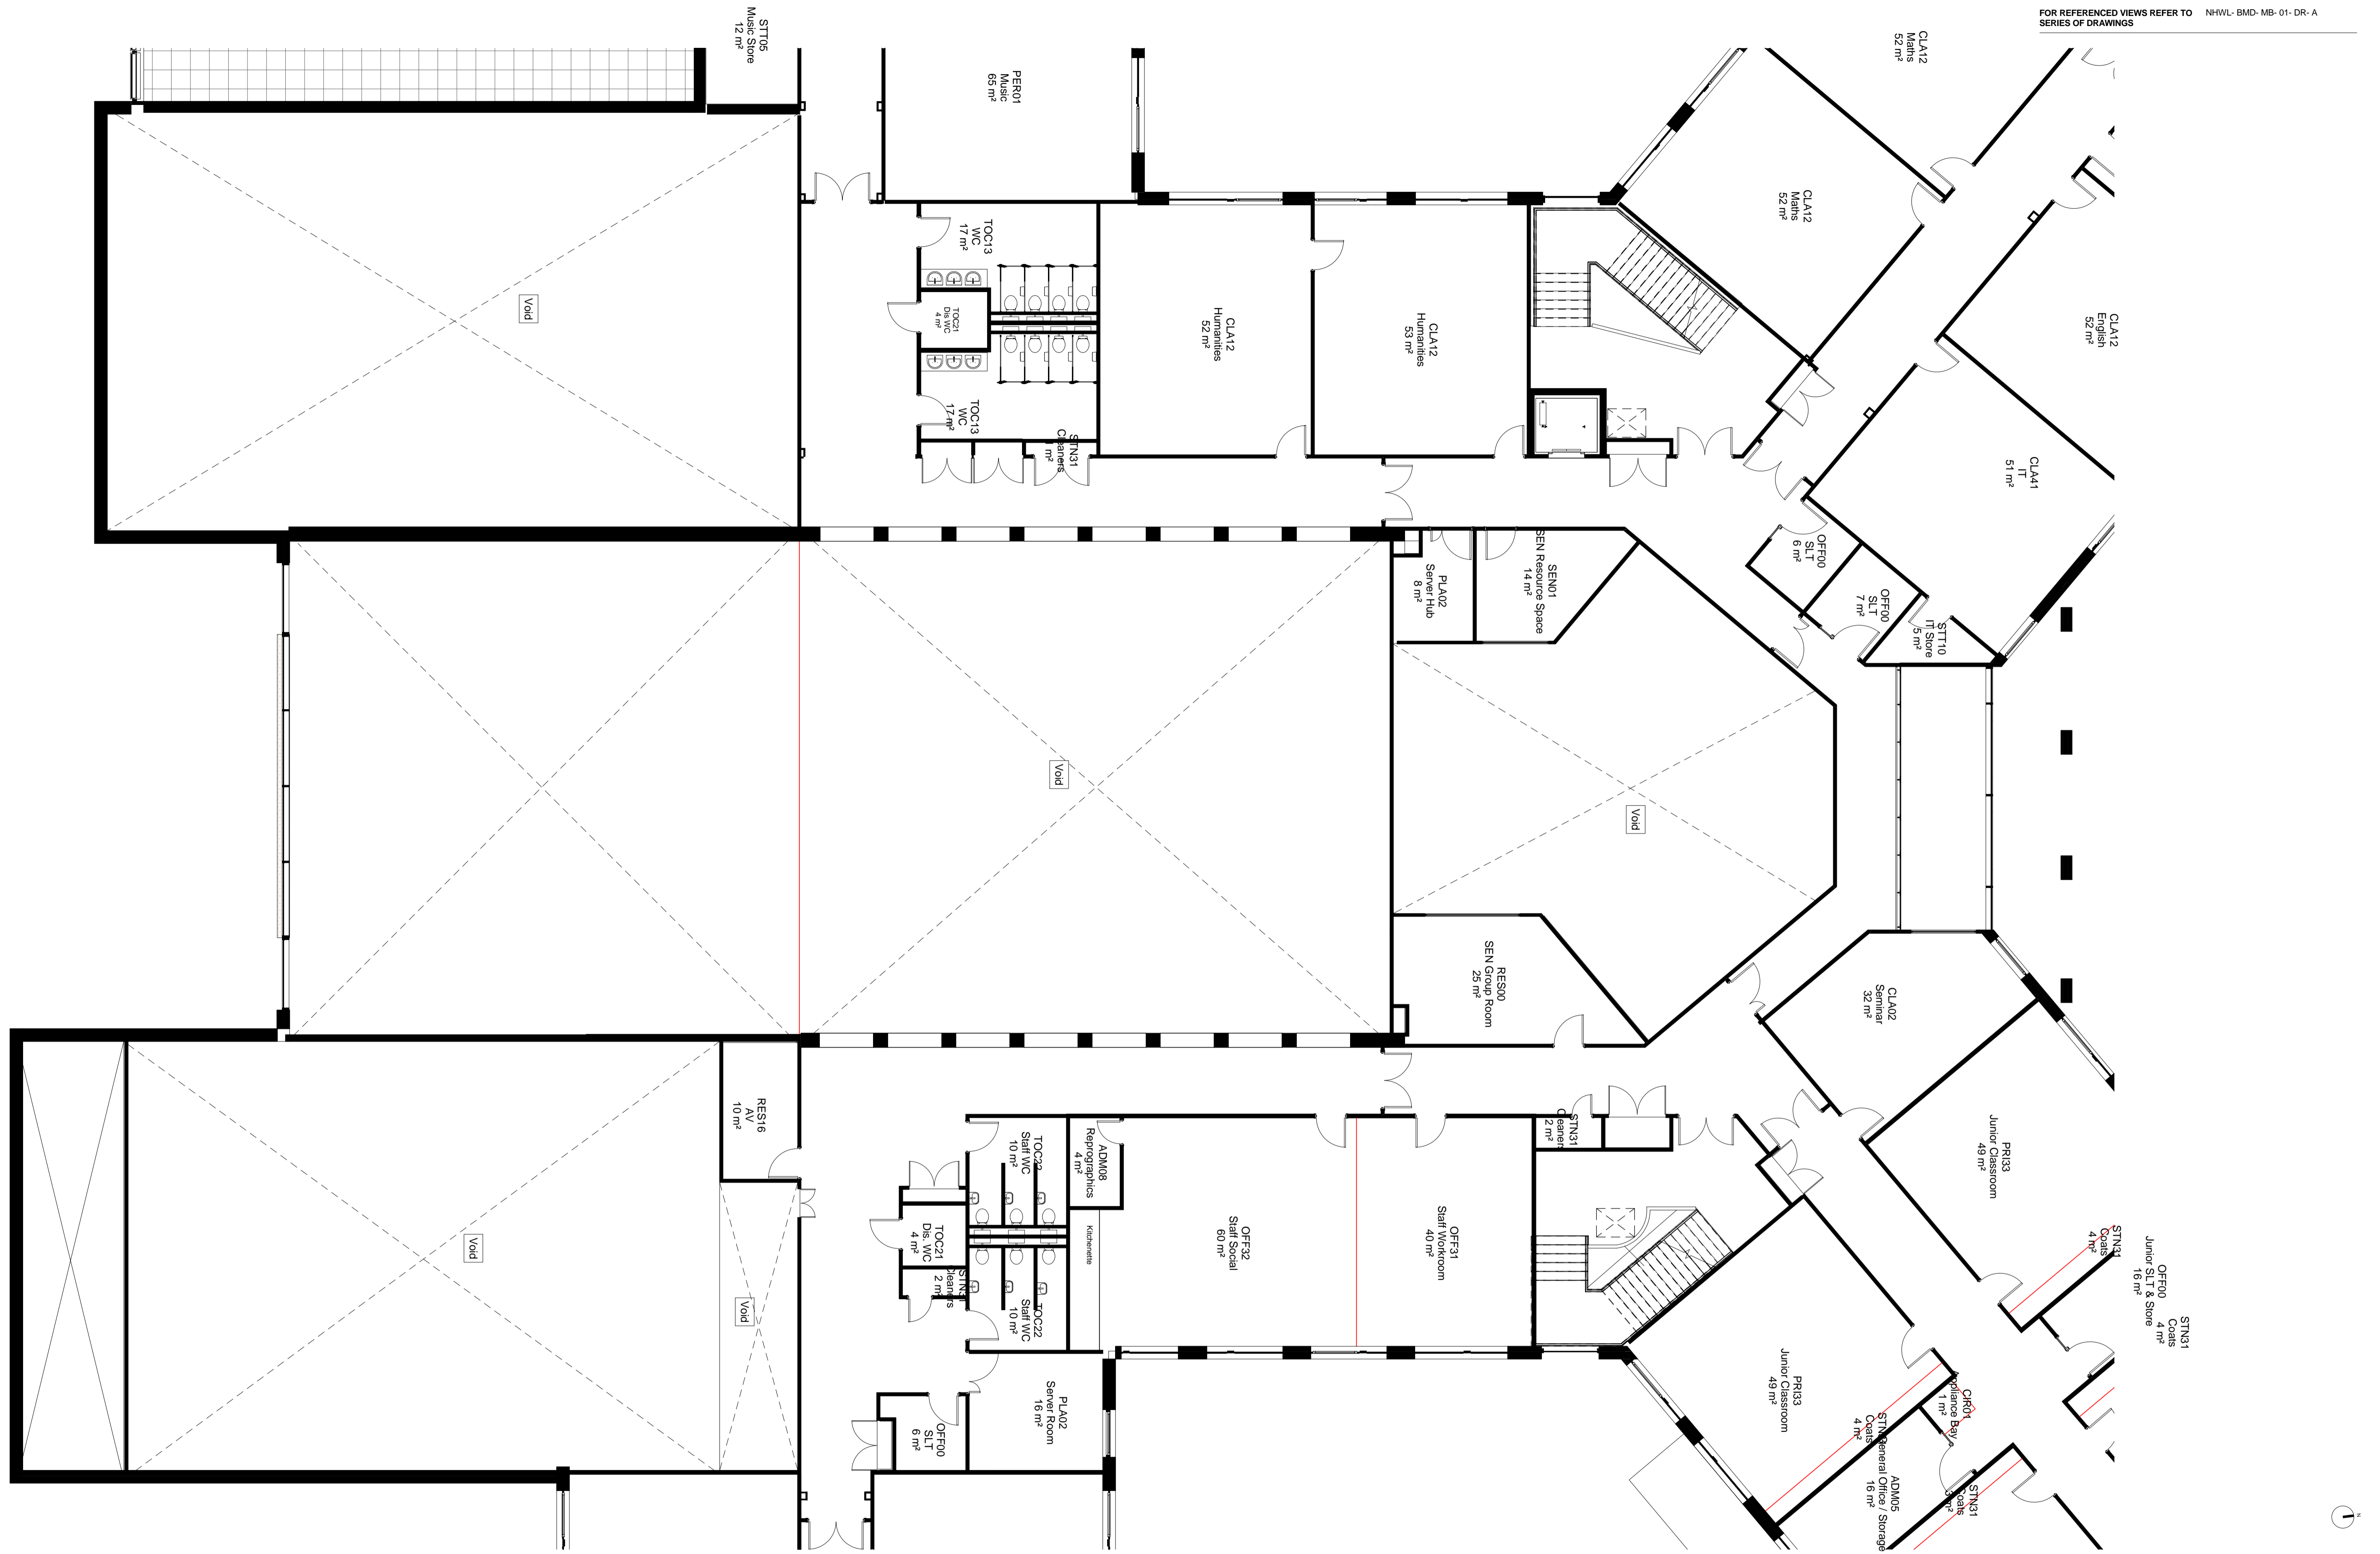 FOR REFERENCED VIEWS REFER TO NHWL- BMD- MB- 01- DR- A
SERIES OF DRAWINGS
STT05
Music Store
12 m²
PER01
Music
65 m²
CLA12
Maths
52 m²
CLA12
Maths
52 m²
TOC13
WC
17 m²
TOC21
Dis WC
4 m²
TOC13
WC
17 m²
STN31
Cleaners
1 m²
CLA12
Humanities
52 m²
CLA12
Humanities
53 m²
CLA12
English
52 m²
CLA41
IT
51 m²
Void
OFF00
SLT
6 m²
OFF00
SLT
7 m²
STT10
IT Store
5 m²
PLA02
Server Hub
8 m²
SEN01
SEN Resource Space
14 m²
Void
Void
RES00
SEN Group Room
25 m²
CLA02
Seminar
32 m²
RES16
AV
10 m²
TOC22
Staff WC
10 m²
ADM08
Reprographics
4 m²
STN31
Cleaners
2 m²
PRI33
Junior Classroom
49 m²
Void
Void
TOC21
Dis. WC
4 m²
STN31
Cleaners
2 m²
TOC22
Staff WC
10 m²
Kitchenette
OFF32
Staff Social
60 m²
OFF31
Staff Workroom
40 m²
STN31
Coats
4 m²
OFF00
Junior SLT & Store
16 m²
STN31
Coats
4 m²
PLA02
Server Room
16 m²
OFF00
SLT
6 m²
PRI33
Junior Classroom
49 m²
CIR01
Appliance Bay
1 m²
Coats
4 m²
ADM05
General Office / Storage
16 m²
STN31
Coats
N